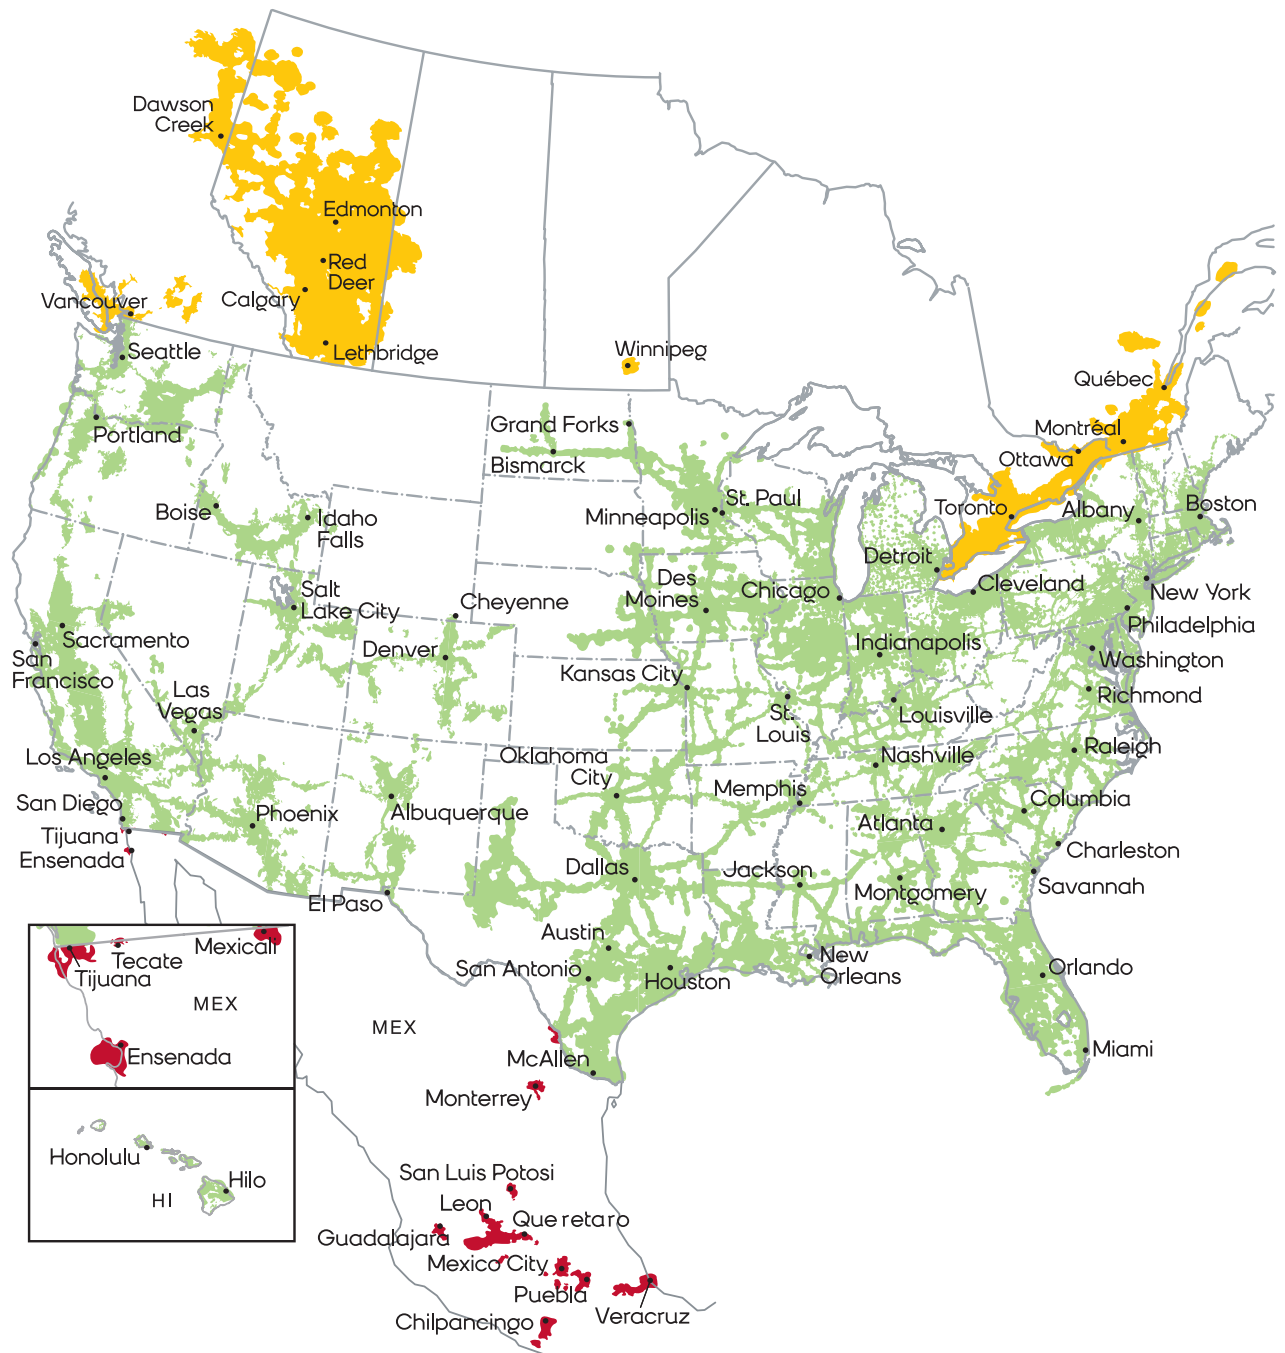 Dawson
Creek
Edmonton
Red
Deer
Calgary
Vancouver
Lethbridge
Seattle
Winnipeg
Québec
Portland
Grand Forks
Montréal
Bismarck
Ottawa
St. Paul
Boise
Idaho
Falls
Minneapolis
Toronto
Albany
Boston
Detroit
Salt
Lake City
Cheyenne
Des
Moines
Chicago
Cleveland
New York
Sacramento
Philadelphia
San
Francisco
Denver
Indianapolis
Washington
Kansas City
Las
Vegas
St.
Louis
Louisville
Richmond
Los Angeles
Oklahoma
City
Nashville
Raleigh
San Diego
Phoenix
Albuquerque
Memphis
Columbia
Tijuana
Atlanta
Ensenada
Dallas
Jackson
Charleston
El Paso
Montgomery
Savannah
Austin
Mexicali
Tecate
Tijuana
San Antonio
Houston
New
Orleans
Orlando
MEX
MEX
Ensenada
McAllen
Miami
Monterrey
Honolulu
HI
Hilo
San Luis Potosi
Leon
Queretaro
Guadalajara
Mexico City
Puebla
Veracruz
Chilpancingo